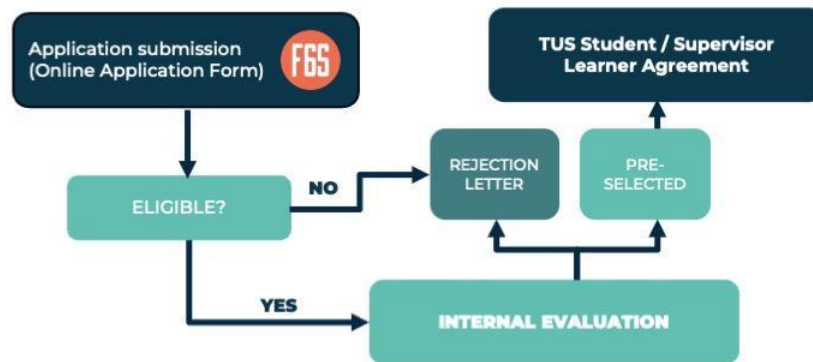 Application submission
(Online Application Form)
F6S
TUS Student / Supervisor
Learner Agreement
REJECTION
LETTER
PRE-
SELECTED
ELIGIBLE?
NO
YES
INTERNAL EVALUATION